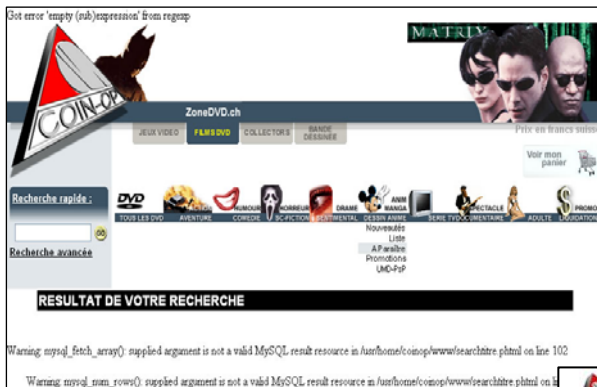 Got error 'empty (sub)expression' from regexp
MATRIX
COIN-OP
ZoneDVD.ch
JEUX VIDEO FILMS DVD COLLECTORS BANDE DESSINÉE
Prix en francs suisse
Voir mon panier
Recherche rapide :
DVD HUMOUR HORREUR DRAME ANIM MANGA SPECTACLE PROMO
TOUS LES DVD AVENTURE COMEDIE SC-FICTION SENTIMENTAL DESSIN ANIME SERIE TV DOCUMENTAIRE ADULTE LIQUIDATION
Nouveautés
Liste
A Paraître
Promotions
UMD-PsP
Recherche avancée
RESULTAT DE VOTRE RECHERCHE
Warning: mysql_fetch_array(): supplied argument is not a valid MySQL result resource in /usr/home/coinop/www/searchtitre.phtml on line 102
Warning: mysql_num_rows(): supplied argument is not a valid MySQL result resource in /usr/home/coinop/www/searchtitre.phtml on